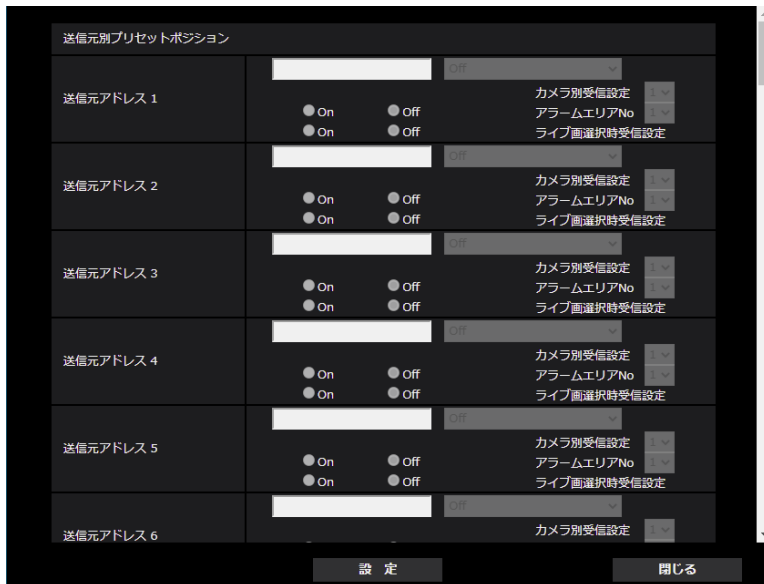 送信元別プリセットポジション
送信元アドレス 1
Off
カメラ別受信設定 1
On Off アラームエリアNo 1
On Off ライブ画選択時受信設定
送信元アドレス 2
Off
カメラ別受信設定 1
On Off アラームエリアNo 1
On Off ライブ画選択時受信設定
送信元アドレス 3
Off
カメラ別受信設定 1
On Off アラームエリアNo 1
On Off ライブ画選択時受信設定
送信元アドレス 4
Off
カメラ別受信設定 1
On Off アラームエリアNo 1
On Off ライブ画選択時受信設定
送信元アドレス 5
Off
カメラ別受信設定 1
On Off アラームエリアNo 1
On Off ライブ画選択時受信設定
送信元アドレス 6
Off
カメラ別受信設定 1
設 定 閉じる